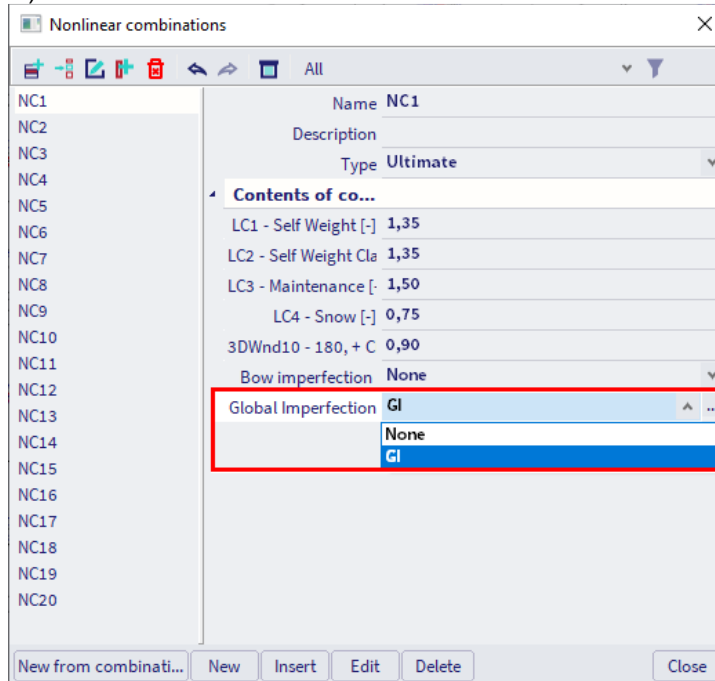 Nonlinear combinations
All
NC1
NC2
NC3
NC4
NC5
NC6
NC7
NC8
NC9
NC10
NC11
NC12
NC13
NC14
NC15
NC16
NC17
NC18
NC19
NC20
Name NC1
Description
Type Ultimate
Contents of co...
LC1 - Self Weight [-] 1,35
LC2 - Self Weight Cla 1,35
LC3 - Maintenance [- 1,50
LC4 - Snow [-] 0,75
3DWnd10 - 180, + C 0,90
Bow imperfection None
Global Imperfection GI ...
None
GI
New from combinati... New Insert Edit Delete Close